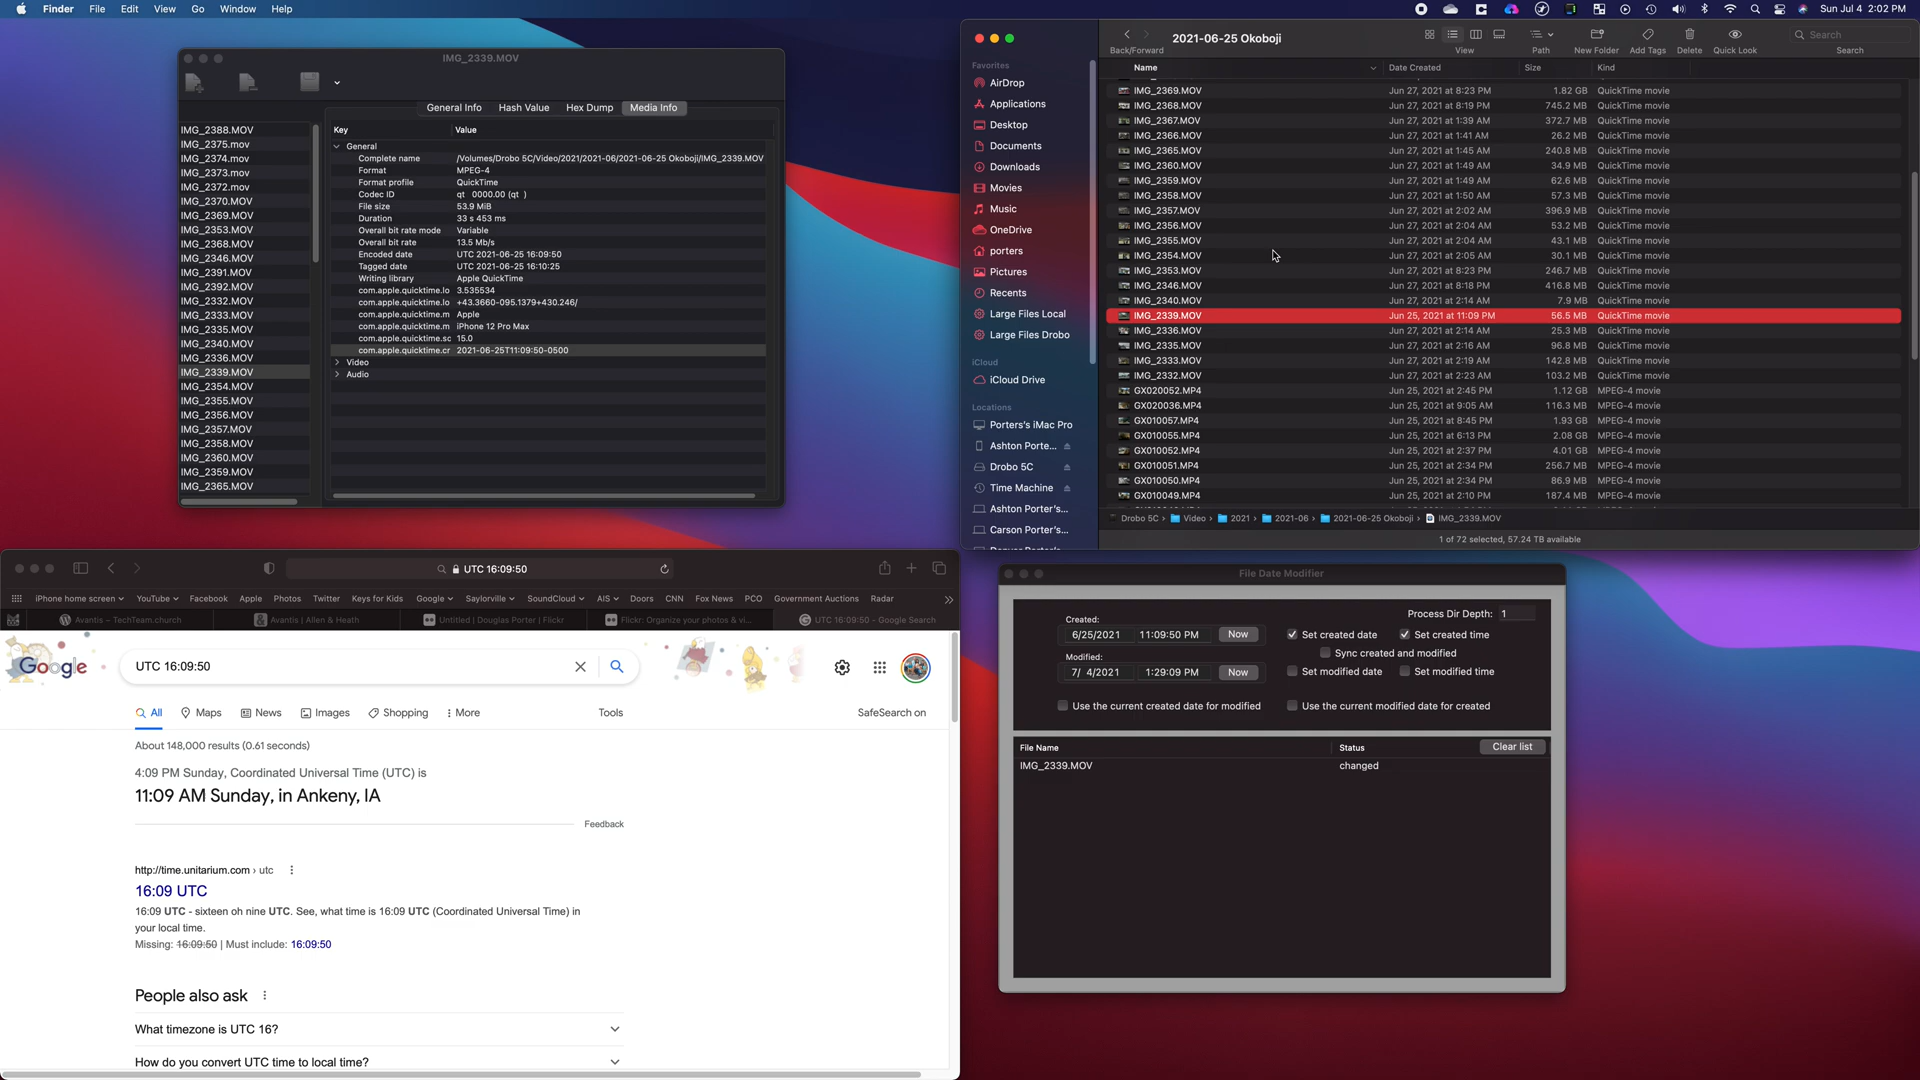 Finder File Edit View Go Window Help Sun Jul 4 2:02 PM
IMG_2339.MOV
General Info Hash Value Hex Dump Media Info
IMG_2388.MOV
IMG_2375.mov
IMG_2374.mov
IMG_2373.mov
IMG_2372.mov
IMG_2370.MOV
IMG_2369.MOV
IMG_2353.MOV
IMG_2368.MOV
IMG_2346.MOV
IMG_2391.MOV
IMG_2392.MOV
IMG_2332.MOV
IMG_2333.MOV
IMG_2335.MOV
IMG_2340.MOV
IMG_2336.MOV
IMG_2339.MOV
IMG_2354.MOV
IMG_2355.MOV
IMG_2356.MOV
IMG_2357.MOV
IMG_2358.MOV
IMG_2360.MOV
IMG_2359.MOV
IMG_2365.MOV
Key Value
General
Complete name /Volumes/Drobo 5C/Video/2021/2021-06/2021-06-25 Okoboji/IMG_2339.MOV
Format MPEG-4
Format profile QuickTime
Codec ID qt 0000.00 (qt )
File size 53.9 MiB
Duration 33 s 453 ms
Overall bit rate mode Variable
Overall bit rate 13.5 Mb/s
Encoded date UTC 2021-06-25 16:09:50
Tagged date UTC 2021-06-25 16:10:25
Writing library Apple QuickTime
com.apple.quicktime.lo 3.535534
com.apple.quicktime.lo +43.3660-095.1379+430.246/
com.apple.quicktime.m Apple
com.apple.quicktime.m iPhone 12 Pro Max
com.apple.quicktime.sc 15.0
com.apple.quicktime.cr 2021-06-25T11:09:50-0500
Video
Audio
2021-06-25 Okoboji
Back/Forward View Path New Folder Add Tags Delete Quick Look Search
Search
Favorites
AirDrop
Applications
Desktop
Documents
Downloads
Movies
Music
OneDrive
porters
Pictures
Recents
Large Files Local
Large Files Drobo
iCloud
iCloud Drive
Locations
Porters's iMac Pro
Ashton Porte...
Drobo 5C
Time Machine
Ashton Porter's...
Carson Porter's...
Name Date Created Size Kind
IMG_2369.MOV Jun 27, 2021 at 8:23 PM 1.82 GB QuickTime movie
IMG_2368.MOV Jun 27, 2021 at 8:19 PM 745.2 MB QuickTime movie
IMG_2367.MOV Jun 27, 2021 at 1:39 AM 372.7 MB QuickTime movie
IMG_2366.MOV Jun 27, 2021 at 1:41 AM 26.2 MB QuickTime movie
IMG_2365.MOV Jun 27, 2021 at 1:45 AM 240.8 MB QuickTime movie
IMG_2360.MOV Jun 27, 2021 at 1:49 AM 34.9 MB QuickTime movie
IMG_2359.MOV Jun 27, 2021 at 1:49 AM 62.6 MB QuickTime movie
IMG_2358.MOV Jun 27, 2021 at 1:50 AM 57.3 MB QuickTime movie
IMG_2357.MOV Jun 27, 2021 at 2:02 AM 396.9 MB QuickTime movie
IMG_2356.MOV Jun 27, 2021 at 2:04 AM 53.2 MB QuickTime movie
IMG_2355.MOV Jun 27, 2021 at 2:04 AM 43.1 MB QuickTime movie
IMG_2354.MOV Jun 27, 2021 at 2:05 AM 30.1 MB QuickTime movie
IMG_2353.MOV Jun 27, 2021 at 8:23 PM 246.7 MB QuickTime movie
IMG_2346.MOV Jun 27, 2021 at 8:18 PM 416.8 MB QuickTime movie
IMG_2340.MOV Jun 27, 2021 at 2:14 AM 7.9 MB QuickTime movie
IMG_2339.MOV Jun 25, 2021 at 11:09 PM 56.5 MB QuickTime movie
IMG_2336.MOV Jun 27, 2021 at 2:14 AM 25.3 MB QuickTime movie
IMG_2335.MOV Jun 27, 2021 at 2:16 AM 96.8 MB QuickTime movie
IMG_2333.MOV Jun 27, 2021 at 2:19 AM 142.8 MB QuickTime movie
IMG_2332.MOV Jun 27, 2021 at 2:23 AM 103.2 MB QuickTime movie
GX020052.MP4 Jun 25, 2021 at 2:45 PM 1.12 GB MPEG-4 movie
GX020036.MP4 Jun 25, 2021 at 9:05 AM 116.3 MB MPEG-4 movie
GX010057.MP4 Jun 25, 2021 at 8:45 PM 1.93 GB MPEG-4 movie
GX010055.MP4 Jun 25, 2021 at 6:13 PM 2.08 GB MPEG-4 movie
GX010052.MP4 Jun 25, 2021 at 2:37 PM 4.01 GB MPEG-4 movie
GX010051.MP4 Jun 25, 2021 at 2:34 PM 256.7 MB MPEG-4 movie
GX010050.MP4 Jun 25, 2021 at 2:34 PM 86.9 MB MPEG-4 movie
GX010049.MP4 Jun 25, 2021 at 2:10 PM 187.4 MB MPEG-4 movie
Drobo 5C Video 2021 2021-06 2021-06-25 Okoboji IMG_2339.MOV
1 of 72 selected, 57.24 TB available
UTC 16:09:50
iPhone home screen YouTube Facebook Apple Photos Twitter Keys for Kids Google Saylorville SoundCloud AIS Doors CNN Fox News PCO Government Auctions Radar
Avantis – TechTeam.church Avantis | Allen & Heath Untitled | Douglas Porter | Flickr Flickr: Organize your photos & vi... UTC 16:09:50 - Google Search
Google
UTC 16:09:50
All Maps News Images Shopping More Tools SafeSearch on
About 148,000 results (0.61 seconds)
4:09 PM Sunday, Coordinated Universal Time (UTC) is
11:09 AM Sunday, in Ankeny, IA
Feedback
http://time.unitarium.com › utc
16:09 UTC
16:09 UTC - sixteen oh nine UTC. See, what time is 16:09 UTC (Coordinated Universal Time) in
your local time.
Missing: 16:09:50 | Must include: 16:09:50
People also ask
What timezone is UTC 16?
How do you convert UTC time to local time?
File Date Modifier
Process Dir Depth: 1
Created:
6/25/2021 11:09:50 PM Now Set created date Set created time
Sync created and modified
Modified:
7/ 4/2021 1:29:09 PM Now Set modified date Set modified time
Use the current created date for modified Use the current modified date for created
File Name Status Clear list
IMG_2339.MOV changed